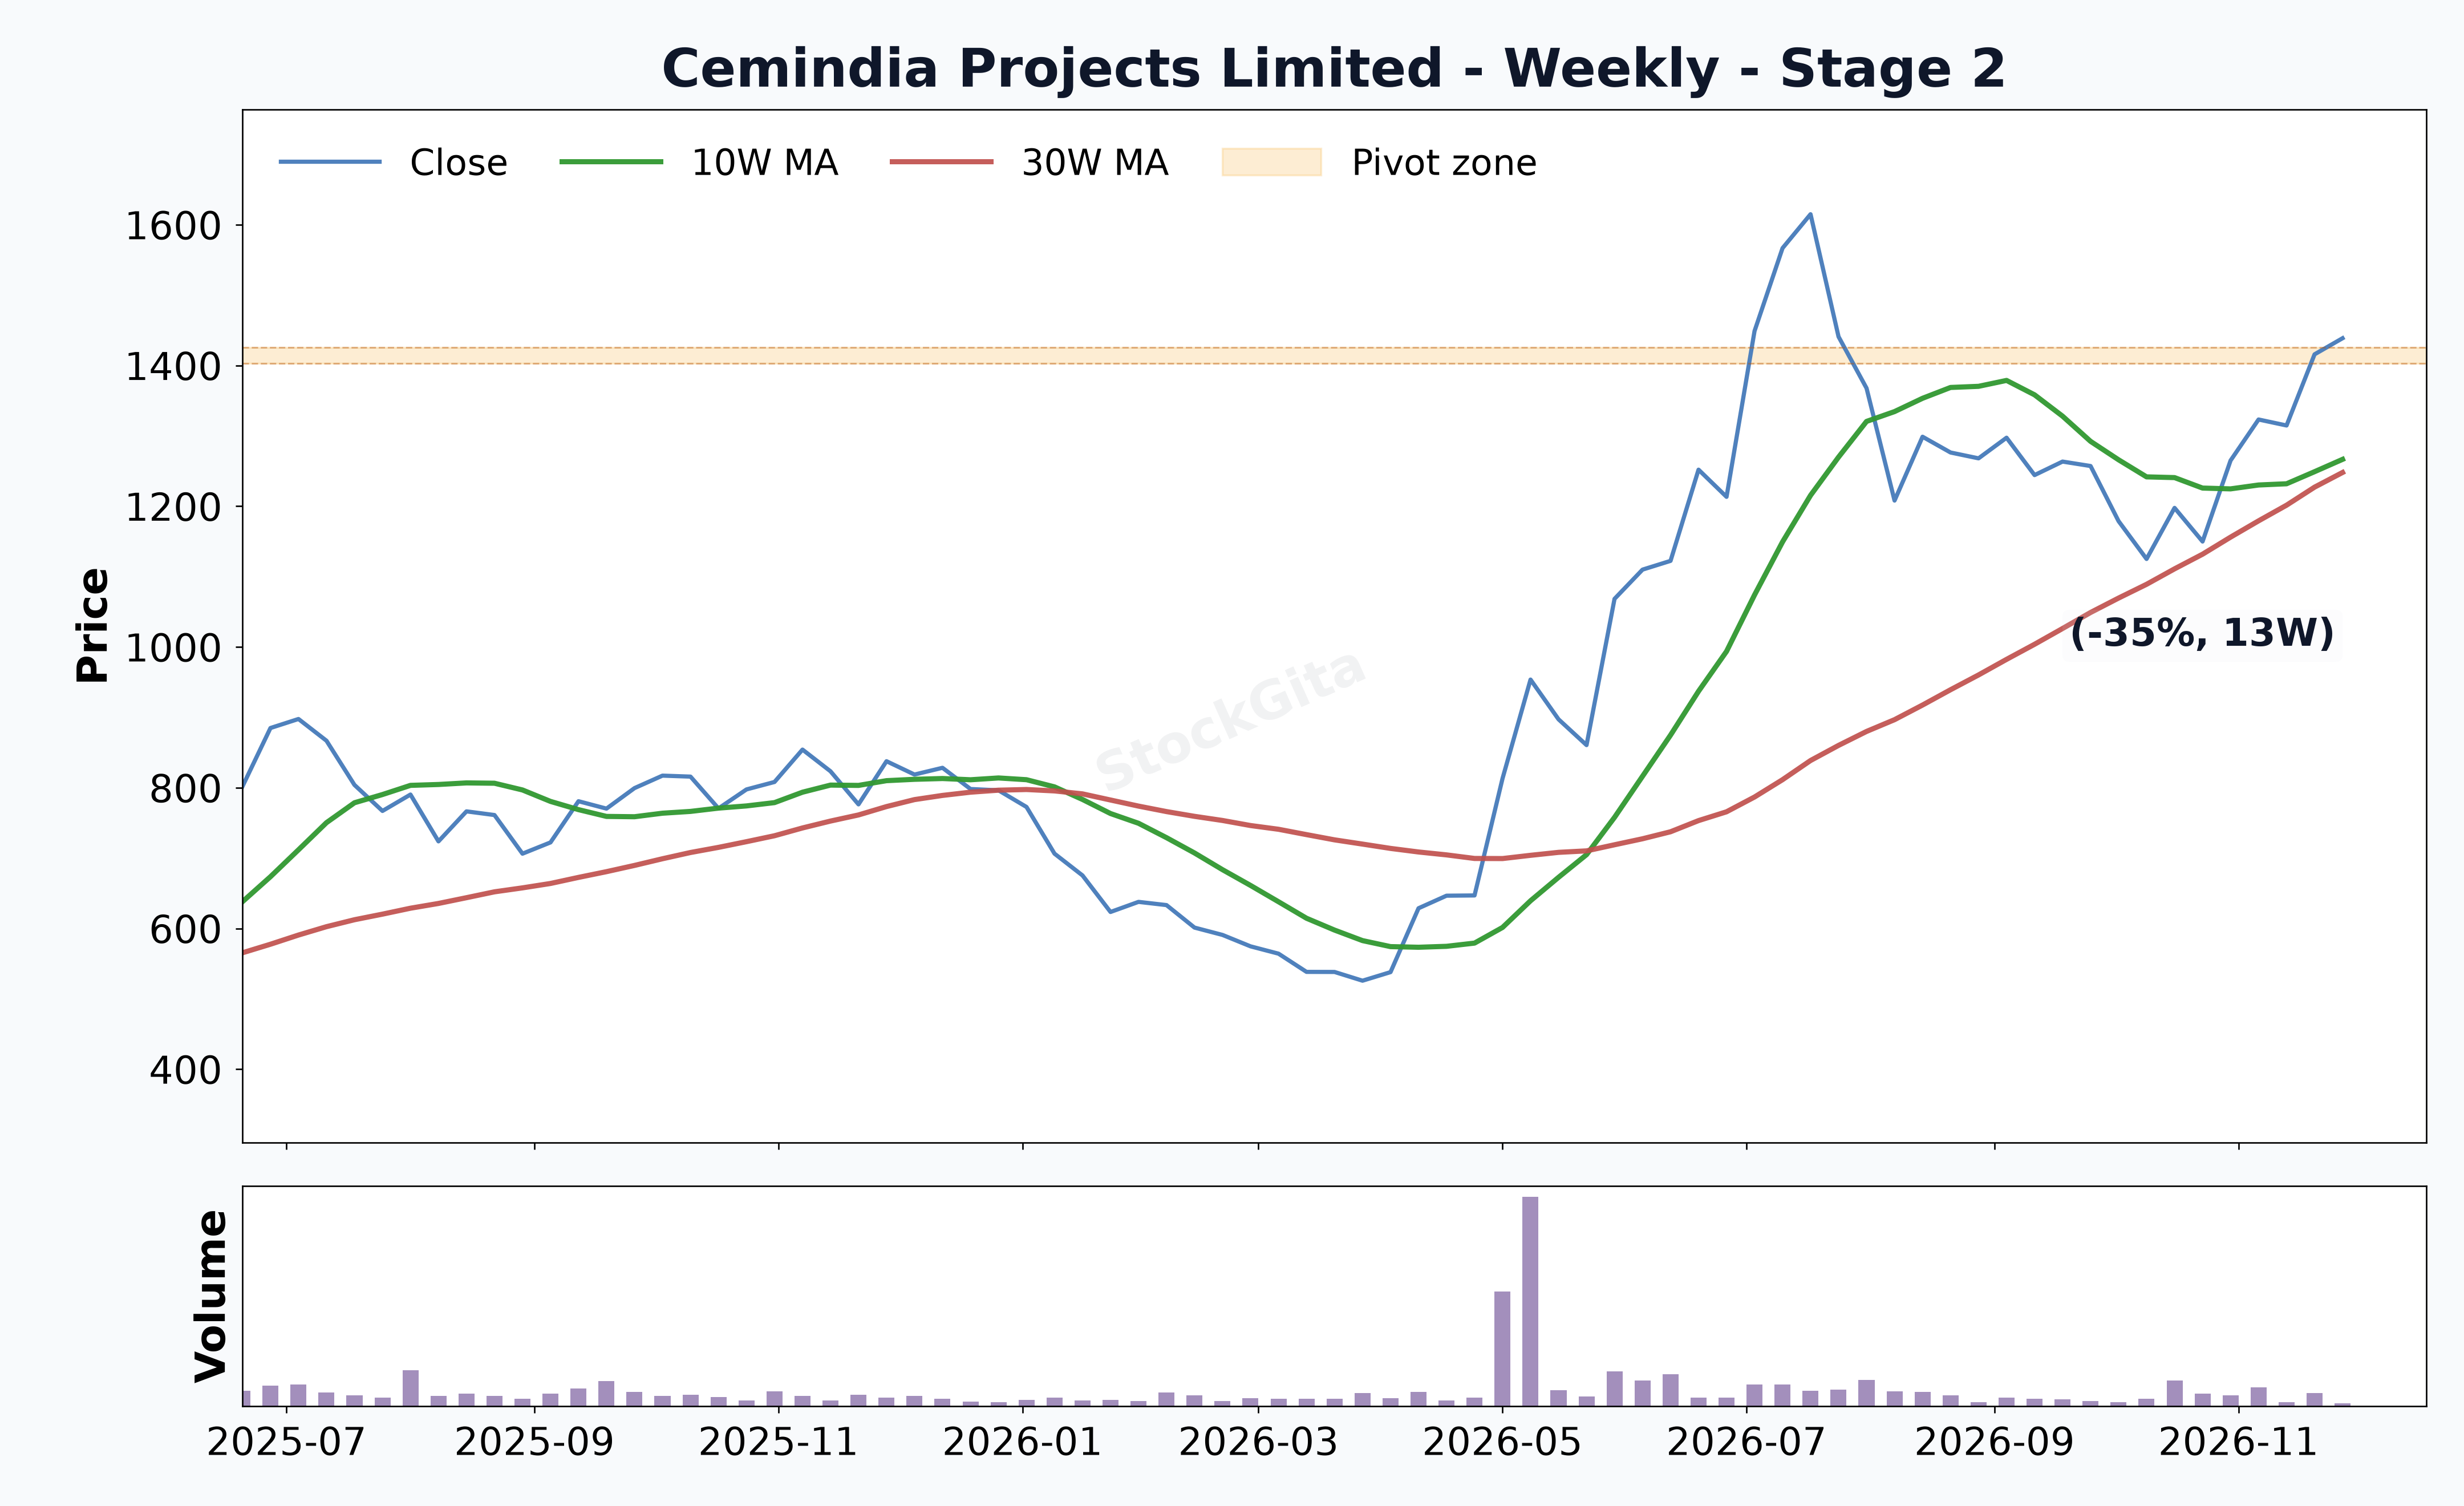 Cemindia Projects Limited - Weekly - Stage 2
Close 10W MA 30W MA Pivot zone
1600
1400
1200
1000
800
600
400
Price
(-35%, 13W)
StockGita
Volume
2025-07 2025-09 2025-11 2026-01 2026-03 2026-05 2026-07 2026-09 2026-11